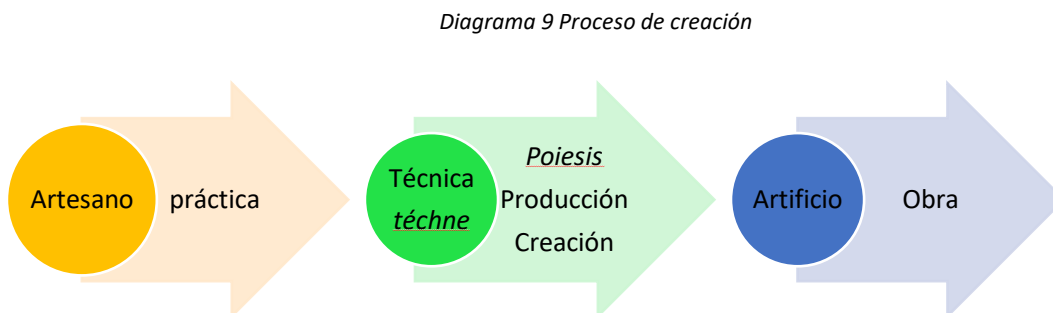 Diagrama 9 Proceso de creación
Artesano
práctica
Técnica
téchne
Poiesis
Producción
Creación
Artificio
Obra